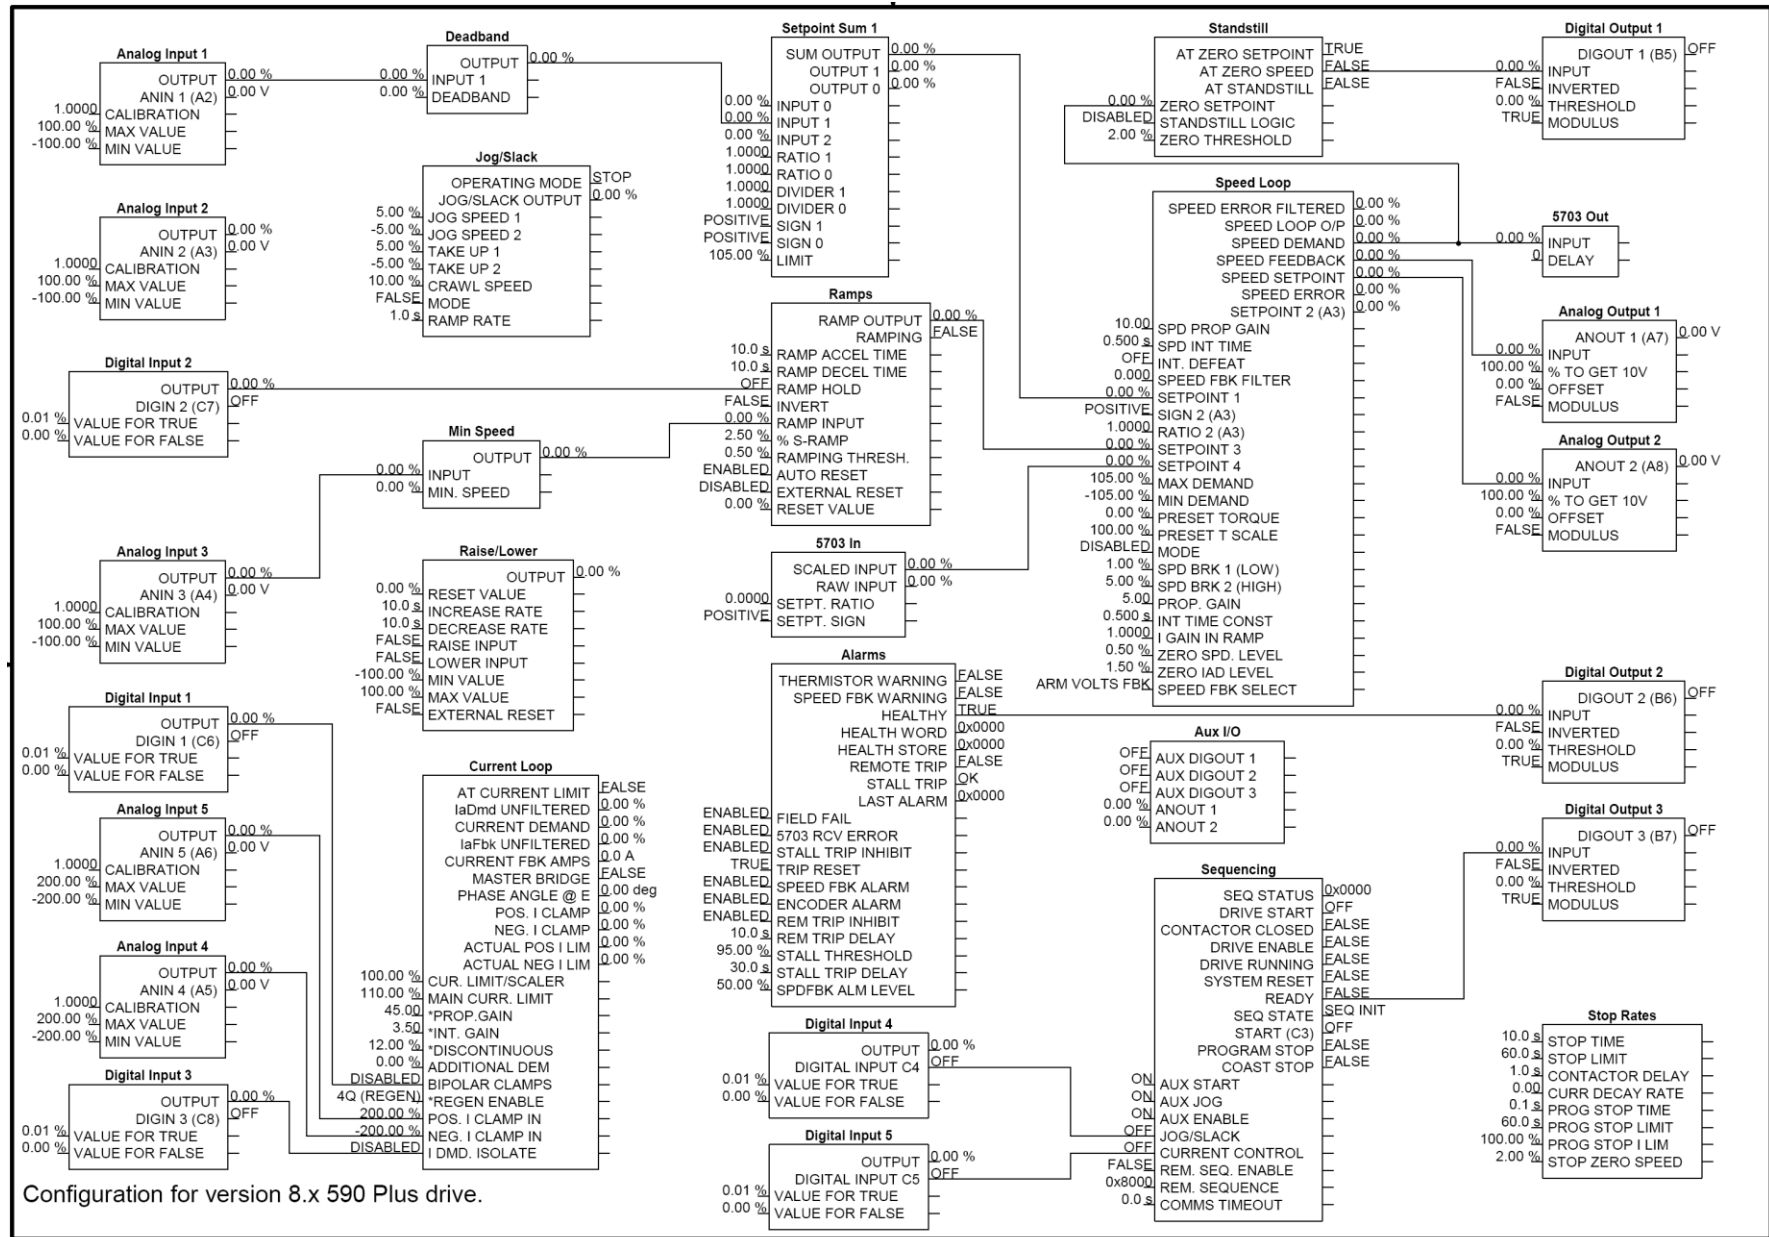 Analog Input 1
OUTPUT 0.00 %
ANIN 1 (A2) 0.00 V
1.0000 CALIBRATION
100.00 % MAX VALUE
-100.00 % MIN VALUE
Analog Input 2
OUTPUT 0.00 %
ANIN 2 (A3) 0.00 V
1.0000 CALIBRATION
100.00 % MAX VALUE
-100.00 % MIN VALUE
Digital Input 2
OUTPUT 0.00 %
DIGIN 2 (C7) OFF
0.01 % VALUE FOR TRUE
0.00 % VALUE FOR FALSE
Analog Input 3
OUTPUT 0.00 %
ANIN 3 (A4) 0.00 V
1.0000 CALIBRATION
100.00 % MAX VALUE
-100.00 % MIN VALUE
Digital Input 1
OUTPUT 0.00 %
DIGIN 1 (C6) OFF
0.01 % VALUE FOR TRUE
0.00 % VALUE FOR FALSE
Analog Input 5
OUTPUT 0.00 %
ANIN 5 (A6) 0.00 V
1.0000 CALIBRATION
200.00 % MAX VALUE
-200.00 % MIN VALUE
Analog Input 4
OUTPUT 0.00 %
ANIN 4 (A5) 0.00 V
1.0000 CALIBRATION
200.00 % MAX VALUE
-200.00 % MIN VALUE
Digital Input 3
OUTPUT 0.00 %
DIGIN 3 (C8) OFF
0.01 % VALUE FOR TRUE
0.00 % VALUE FOR FALSE
Deadband
OUTPUT 0.00 %
0.00 % INPUT 1
0.00 % DEADBAND
Jog/Slack
OPERATING MODE STOP
JOG/SLACK OUTPUT 0.00 %
5.00 % JOG SPEED 1
-5.00 % JOG SPEED 2
5.00 % TAKE UP 1
-5.00 % TAKE UP 2
10.00 % CRAWL SPEED
FALSE MODE
1.0 s RAMP RATE
Min Speed
OUTPUT 0.00 %
0.00 % INPUT
0.00 % MIN. SPEED
Raise/Lower
OUTPUT 0.00 %
0.00 % RESET VALUE
10.0 s INCREASE RATE
10.0 s DECREASE RATE
FALSE RAISE INPUT
FALSE LOWER INPUT
-100.00 % MIN VALUE
100.00 % MAX VALUE
FALSE EXTERNAL RESET
Current Loop
AT CURRENT LIMIT FALSE
IaDmd UNFILTERED 0.00 %
CURRENT DEMAND 0.00 %
IaFbk UNFILTERED 0.00 %
CURRENT FBK AMPS 0.0 A
MASTER BRIDGE FALSE
PHASE ANGLE @ E 0.00 deg
POS. I CLAMP 0.00 %
NEG. I CLAMP 0.00 %
ACTUAL POS I LIM 0.00 %
ACTUAL NEG I LIM 0.00 %
100.00 % CUR. LIMIT/SCALER
110.00 % MAIN CURR. LIMIT
45.00 *PROP.GAIN
3.50 *INT. GAIN
12.00 % *DISCONTINUOUS
0.00 % ADDITIONAL DEM
DISABLED BIPOLAR CLAMPS
4Q (REGEN) *REGEN ENABLE
200.00 % POS. I CLAMP IN
-200.00 % NEG. I CLAMP IN
DISABLED I DMD. ISOLATE
Setpoint Sum 1
SUM OUTPUT 0.00 %
OUTPUT 1 0.00 %
OUTPUT 0 0.00 %
0.00 % INPUT 0
0.00 % INPUT 1
0.00 % INPUT 2
1.0000 RATIO 1
1.0000 RATIO 0
1.0000 DIVIDER 1
1.0000 DIVIDER 0
POSITIVE SIGN 1
POSITIVE SIGN 0
105.00 % LIMIT
Ramps
RAMP OUTPUT 0.00 %
RAMPING FALSE
10.0 s RAMP ACCEL TIME
10.0 s RAMP DECEL TIME
OFF RAMP HOLD
FALSE INVERT
0.00 % RAMP INPUT
2.50 % % S-RAMP
0.50 % RAMPING THRESH.
ENABLED AUTO RESET
DISABLED EXTERNAL RESET
0.00 % RESET VALUE
5703 In
SCALED INPUT 0.00 %
RAW INPUT 0.00 %
0.0000 SETPT. RATIO
POSITIVE SETPT. SIGN
Alarms
THERMISTOR WARNING FALSE
SPEED FBK WARNING FALSE
HEALTHY TRUE
HEALTH WORD 0x0000
HEALTH STORE 0x0000
REMOTE TRIP FALSE
STALL TRIP OK
LAST ALARM 0x0000
ENABLED FIELD FAIL
ENABLED 5703 RCV ERROR
ENABLED STALL TRIP INHIBIT
TRUE TRIP RESET
ENABLED SPEED FBK ALARM
ENABLED ENCODER ALARM
ENABLED REM TRIP INHIBIT
10.0 s REM TRIP DELAY
95.00 % STALL THRESHOLD
30.0 s STALL TRIP DELAY
50.00 % SPDFBK ALM LEVEL
Digital Input 4
OUTPUT 0.00 %
DIGITAL INPUT C4 OFF
0.01 % VALUE FOR TRUE
0.00 % VALUE FOR FALSE
Digital Input 5
OUTPUT 0.00 %
DIGITAL INPUT C5 OFF
0.01 % VALUE FOR TRUE
0.00 % VALUE FOR FALSE
Standstill
AT ZERO SETPOINT TRUE
AT ZERO SPEED FALSE
AT STANDSTILL FALSE
0.00 % ZERO SETPOINT
DISABLED STANDSTILL LOGIC
2.00 % ZERO THRESHOLD
Speed Loop
SPEED ERROR FILTERED 0.00 %
SPEED LOOP O/P 0.00 %
SPEED DEMAND 0.00 %
SPEED FEEDBACK 0.00 %
SPEED SETPOINT 0.00 %
SPEED ERROR 0.00 %
SETPOINT 2 (A3) 0.00 %
10.00 SPD PROP GAIN
0.500 s SPD INT TIME
OFF INT. DEFEAT
0.000 SPEED FBK FILTER
0.00 % SETPOINT 1
POSITIVE SIGN 2 (A3)
1.0000 RATIO 2 (A3)
0.00 % SETPOINT 3
0.00 % SETPOINT 4
105.00 % MAX DEMAND
-105.00 % MIN DEMAND
0.00 % PRESET TORQUE
100.00 % PRESET T SCALE
DISABLED MODE
1.00 % SPD BRK 1 (LOW)
5.00 % SPD BRK 2 (HIGH)
5.00 PROP. GAIN
0.500 s INT TIME CONST
1.0000 I GAIN IN RAMP
0.50 % ZERO SPD. LEVEL
1.50 % ZERO IAD LEVEL
ARM VOLTS FBK SPEED FBK SELECT
Aux I/O
OFF AUX DIGOUT 1
OFF AUX DIGOUT 2
OFF AUX DIGOUT 3
0.00 % ANOUT 1
0.00 % ANOUT 2
Sequencing
SEQ STATUS 0x0000
DRIVE START OFF
CONTACTOR CLOSED FALSE
DRIVE ENABLE FALSE
DRIVE RUNNING FALSE
SYSTEM RESET FALSE
READY FALSE
SEQ STATE SEQ INIT
START (C3) OFF
PROGRAM STOP FALSE
COAST STOP FALSE
ON AUX START
ON AUX JOG
ON AUX ENABLE
OFF JOG/SLACK
OFF CURRENT CONTROL
FALSE REM. SEQ. ENABLE
0x8000 REM. SEQUENCE
0.0 s COMMS TIMEOUT
Digital Output 1
DIGOUT 1 (B5) OFF
0.00 % INPUT
FALSE INVERTED
0.00 % THRESHOLD
TRUE MODULUS
5703 Out
0.00 % INPUT
0 DELAY
Analog Output 1
ANOUT 1 (A7) 0.00 V
0.00 % INPUT
100.00 % % TO GET 10V
0.00 % OFFSET
FALSE MODULUS
Analog Output 2
ANOUT 2 (A8) 0.00 V
0.00 % INPUT
100.00 % % TO GET 10V
0.00 % OFFSET
FALSE MODULUS
Digital Output 2
DIGOUT 2 (B6) OFF
0.00 % INPUT
FALSE INVERTED
0.00 % THRESHOLD
TRUE MODULUS
Digital Output 3
DIGOUT 3 (B7) OFF
0.00 % INPUT
FALSE INVERTED
0.00 % THRESHOLD
TRUE MODULUS
Stop Rates
10.0 s STOP TIME
60.0 s STOP LIMIT
1.0 s CONTACTOR DELAY
0.00 CURR DECAY RATE
0.1 s PROG STOP TIME
60.0 s PROG STOP LIMIT
100.00 % PROG STOP I LIM
2.00 % STOP ZERO SPEED
Configuration for version 8.x 590 Plus drive.